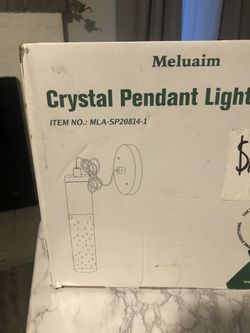 Meluaim
Crystal Pendant Light
ITEM NO.: MLA-SP20814-1
$